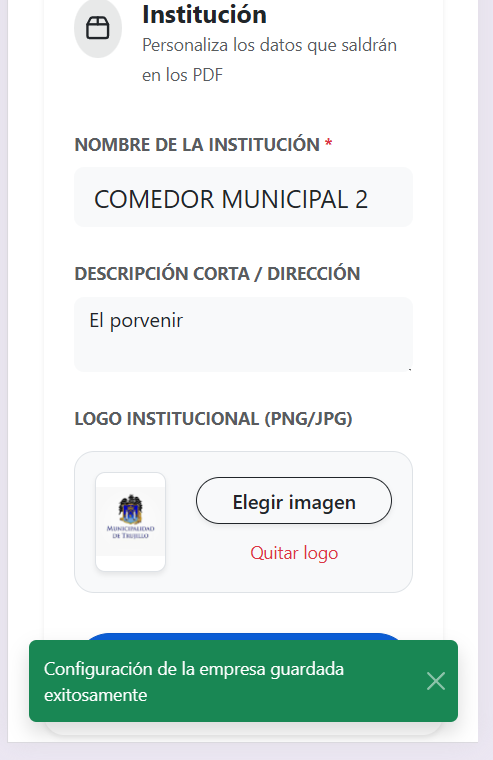 Institución
Personaliza los datos que saldrán
en los PDF
NOMBRE DE LA INSTITUCIÓN *
COMEDOR MUNICIPAL 2
DESCRIPCIÓN CORTA / DIRECCIÓN
El porvenir
LOGO INSTITUCIONAL (PNG/JPG)
MUNICIPALIDAD
DE TRUJILLO
Elegir imagen
Quitar logo
Configuración de la empresa guardada
exitosamente